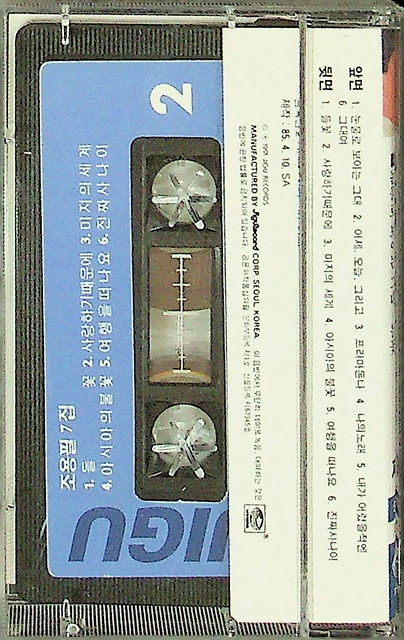 2
조용필 7집
1. 들 꽃 2. 사랑하기때문에 3. 미지의 세계
4. 아시아의 불꽃 5. 여행을 떠나요 6. 진짜 사나이
JIGU
제작 : 85. 4. 10. SA
JIGU RECORDS
MANUFACTURED BY JiguRecord CORP SEOUL KOREA
앞면 1. 눈물로 보이는 그대 2. 어제, 오늘, 그리고 3. 프리마돈나 4. 나의노래 5. 내가 어렸을적엔
6. 그대여
뒷면 1. 들꽃 2. 사랑하기때문에 3. 미지의 세계 4. 아시아의 불꽃 5. 여행을 떠나요 6. 진짜사나이